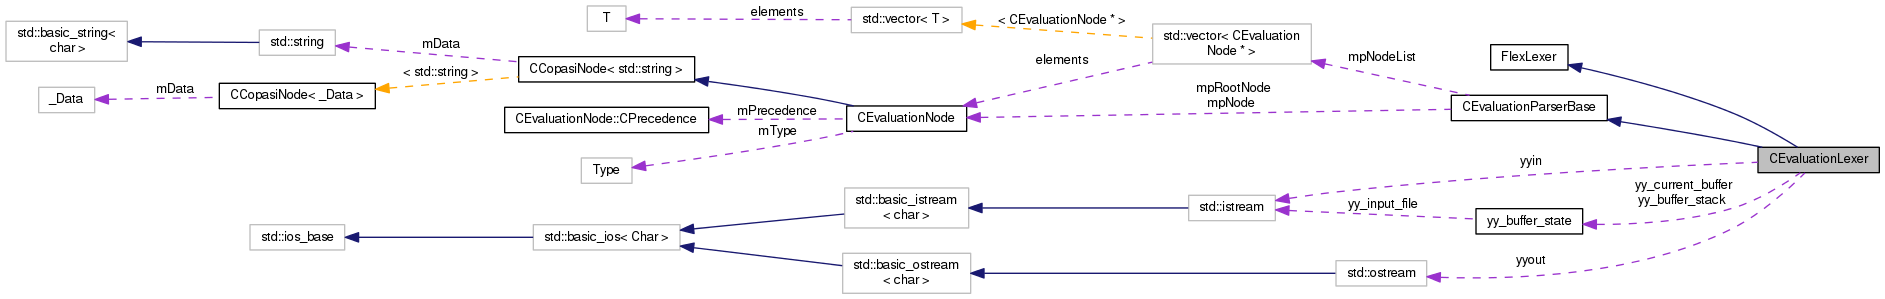 T
elements
std::vector< T >
< CEvaluationNode * >
std::basic_string<
char >
std::string
mData
std::vector< CEvaluation
Node * >
mpNodeList
FlexLexer
< std::string >
CCopasiNode< std::string >
elements
_Data
mData
CCopasiNode< _Data >
mpRootNode
mpNode
CEvaluationParserBase
CEvaluationNode::CPrecedence
mPrecedence
mType
CEvaluationNode
Type
CEvaluationLexer
yyin
yy_current_buffer
yy_buffer_stack
std::basic_istream
< char >
std::istream
yy_input_file
yy_buffer_state
std::ios_base
std::basic_ios< Char >
std::basic_ostream
< char >
std::ostream
yyout